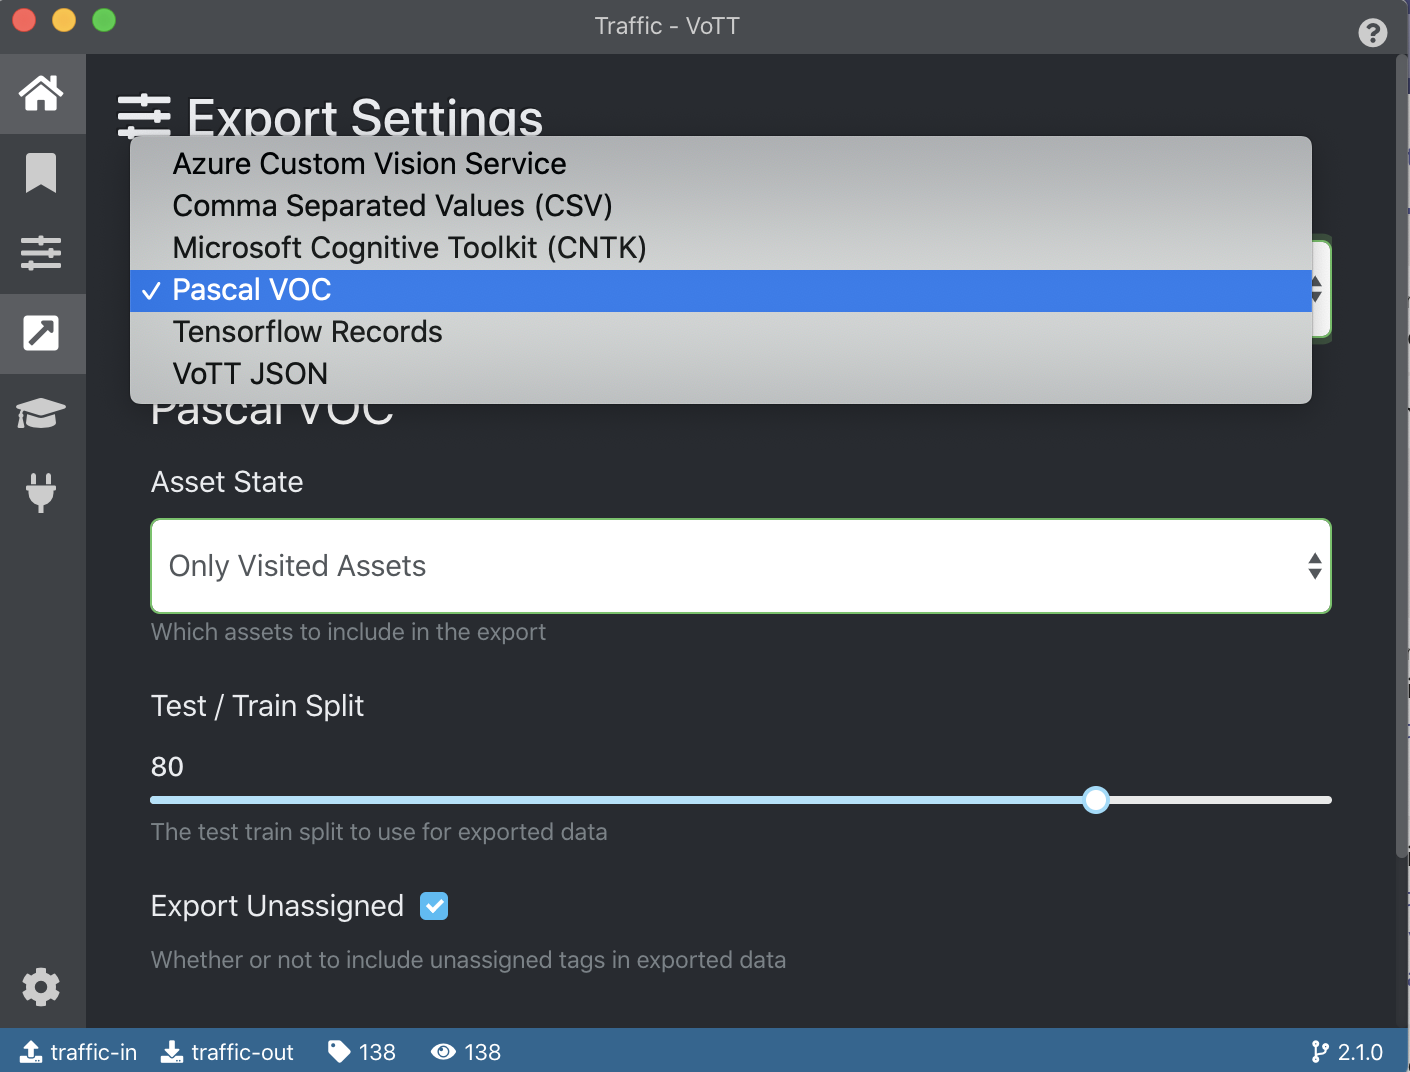 Traffic - VoTT
Export Settings
Azure Custom Vision Service
Comma Separated Values (CSV)
Microsoft Cognitive Toolkit (CNTK)
✓ Pascal VOC
Tensorflow Records
VoTT JSON
Pascal VOC
Asset State
Only Visited Assets
Which assets to include in the export
Test / Train Split
80
The test train split to use for exported data
Export Unassigned
Whether or not to include unassigned tags in exported data
traffic-in traffic-out 138 138 2.1.0